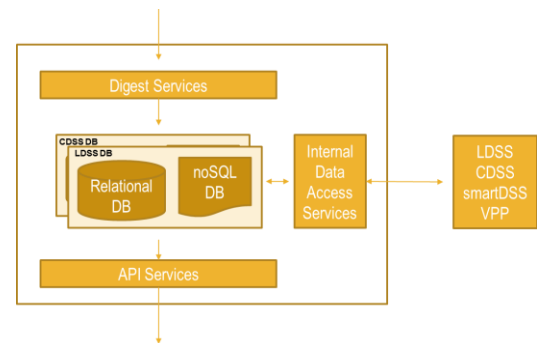 Digest Services
CDSS DB
LDSS DB
Relational
DB
noSQL
DB
Internal
Data
Access
Services
LDSS
CDSS
smartDSS
VPP
API Services